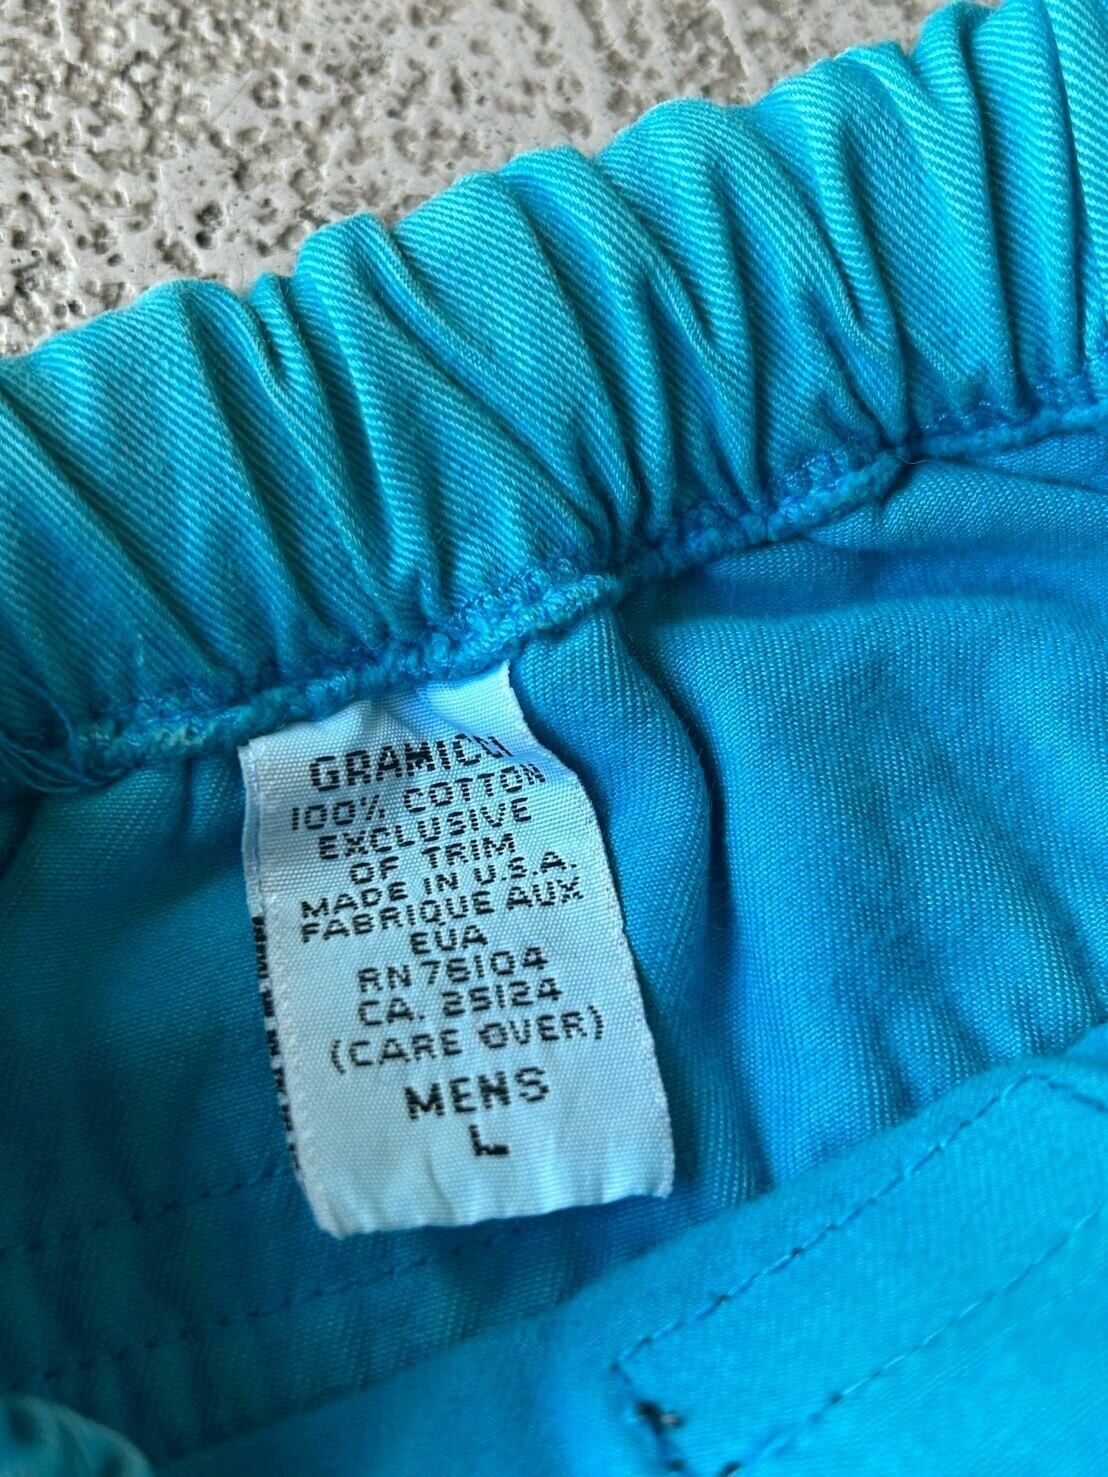 GRAMICCI
100% COTTON
EXCLUSIVE
OF TRIM
MADE IN U.S.A.
FABRIQUE AUX
EUA
RN 76104
CA. 25124
(CARE OVER)
MENS
L